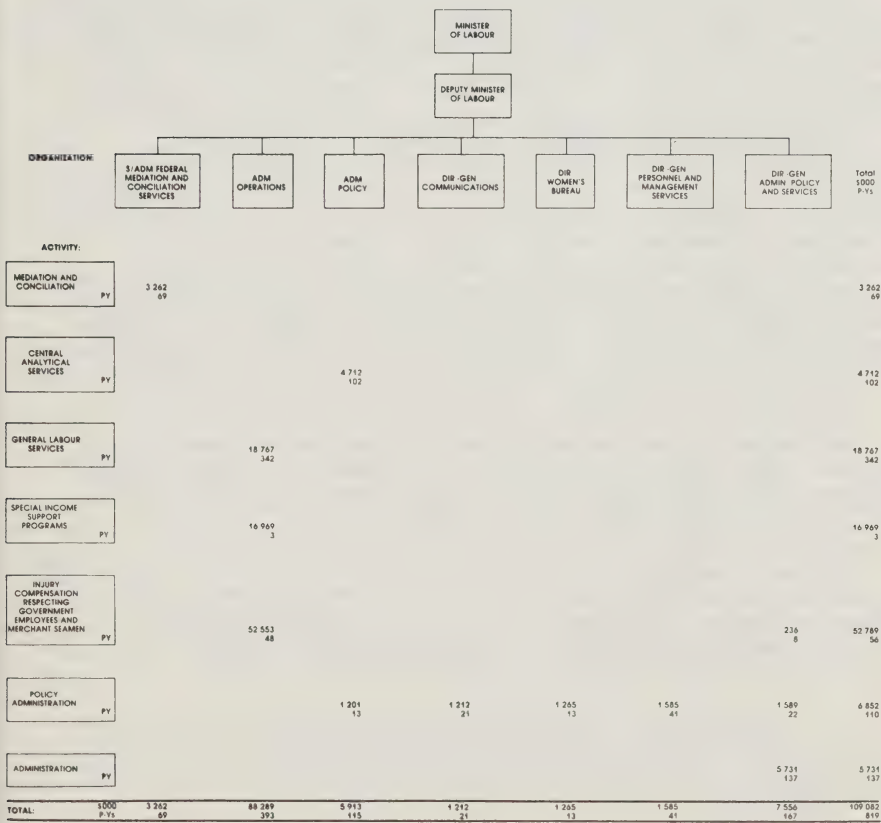 MINISTER
OF LABOUR
DEPUTY MINISTER
OF LABOUR
ORGANIZATION:
S/ADM FEDERAL
MEDIATION AND
CONCILIATION
SERVICES
ADM
OPERATIONS
ADM
POLICY
DIR -GEN
COMMUNICATIONS
DIR
WOMEN'S
BUREAU
DIR -GEN
PERSONNEL AND
MANAGEMENT
SERVICES
DIR -GEN
ADMIN POLICY
AND SERVICES
Total
$000
P-Ys
ACTIVITY:
MEDIATION AND
CONCILIATION
PY
3 262
69
3 262
69
CENTRAL
ANALYTICAL
SERVICES
PY
4 712
102
4 712
102
GENERAL LABOUR
SERVICES
PY
18 767
342
18 767
342
SPECIAL INCOME
SUPPORT
PROGRAMS
PY
16 969
3
16 969
3
INJURY
COMPENSATION
RESPECTING
GOVERNMENT
EMPLOYEES AND
MERCHANT SEAMEN
PY
52 553 236 52 789
48 8 56
POLICY
ADMINISTRATION
PY
1 201 1 212 1 265 1 585 1 589 6 852
13 21 13 41 22 110
ADMINISTRATION
PY
5 731 5 731
137 137
TOTAL: $000 3 262 88 289 5 913 1 212 1 265 1 585 7 556 109 082
P-Ys 69 393 115 21 13 41 167 819